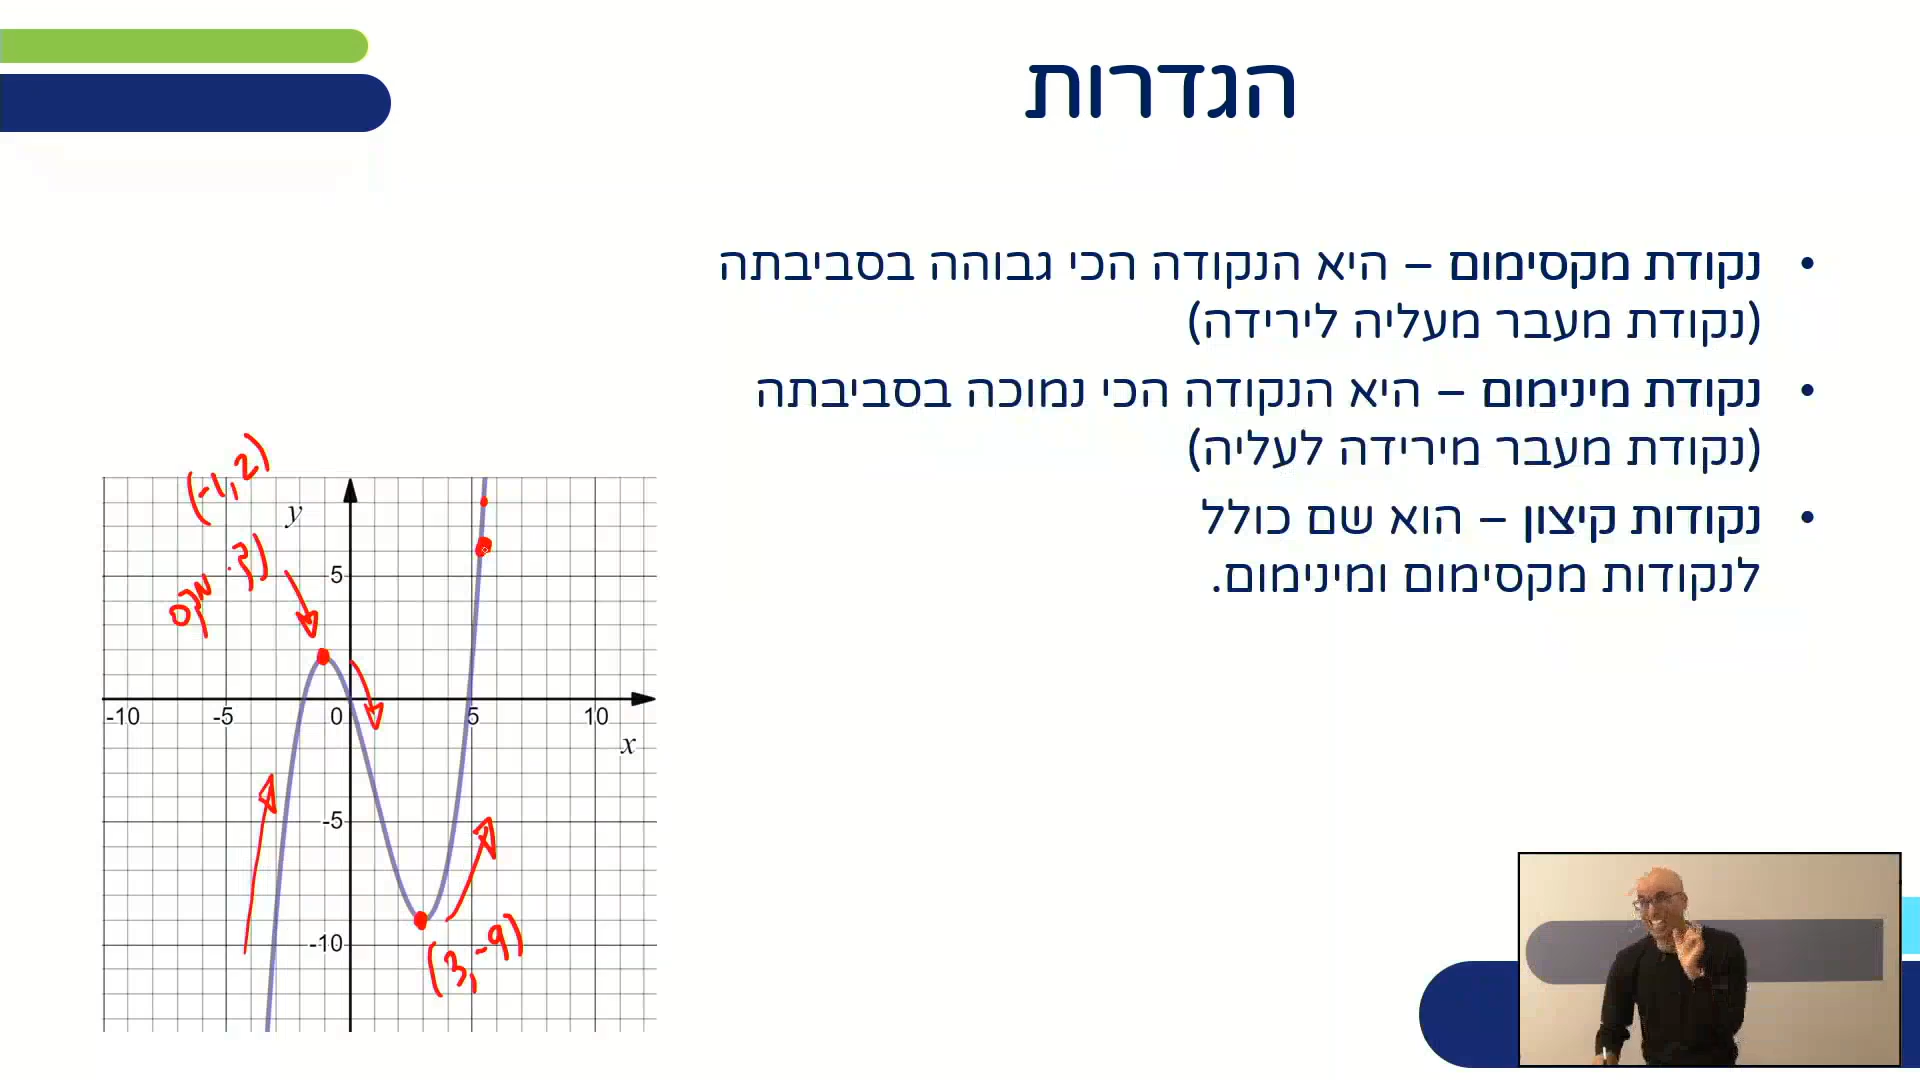 הגדרות
• נקודת מקסימום – היא הנקודה הכי גבוהה בסביבתה
(נקודת מעבר מעליה לירידה)
• נקודת מינימום – היא הנקודה הכי נמוכה בסביבתה
(נקודת מעבר מירידה לעליה)
• נקודות קיצון – הוא שם כולל
לנקודות מקסימום ומינימום.
(-1,2)
נק' מקס
y
5
-10 -5 0 5 10
x
-5
-10
(3,-9)